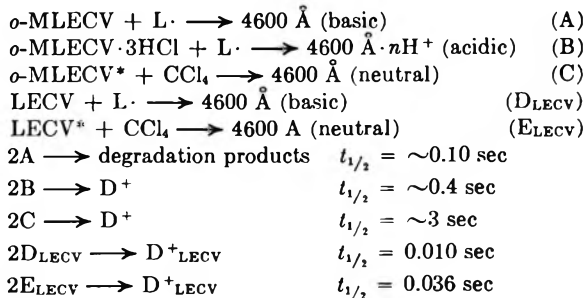 o-MLECV + L· ⟶ 4600 Å (basic) (A)
o-MLECV·3HCl + L· ⟶ 4600 Å·nH⁺ (acidic) (B)
o-MLECV* + CCl₄ ⟶ 4600 Å (neutral) (C)
LECV + L· ⟶ 4600 Å (basic) (D_LECV)
LECV* + CCl₄ ⟶ 4600 A (neutral) (E_LECV)
2A ⟶ degradation products t₁/₂ = ~0.10 sec
2B ⟶ D⁺ t₁/₂ = ~0.4 sec
2C ⟶ D⁺ t₁/₂ = ~3 sec
2D_LECV ⟶ D⁺_LECV t₁/₂ = 0.010 sec
2E_LECV ⟶ D⁺_LECV t₁/₂ = 0.036 sec